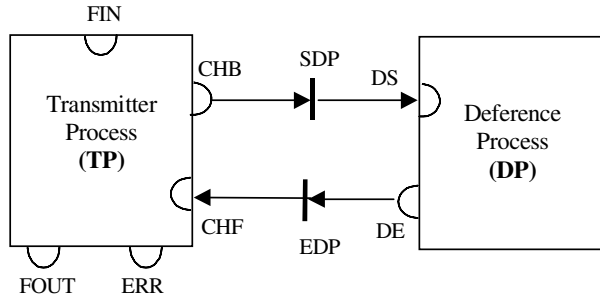 FIN
CHB
SDP
DS
Transmitter
Process
(TP)
Deference
Process
(DP)
CHF
EDP
DE
FOUT
ERR